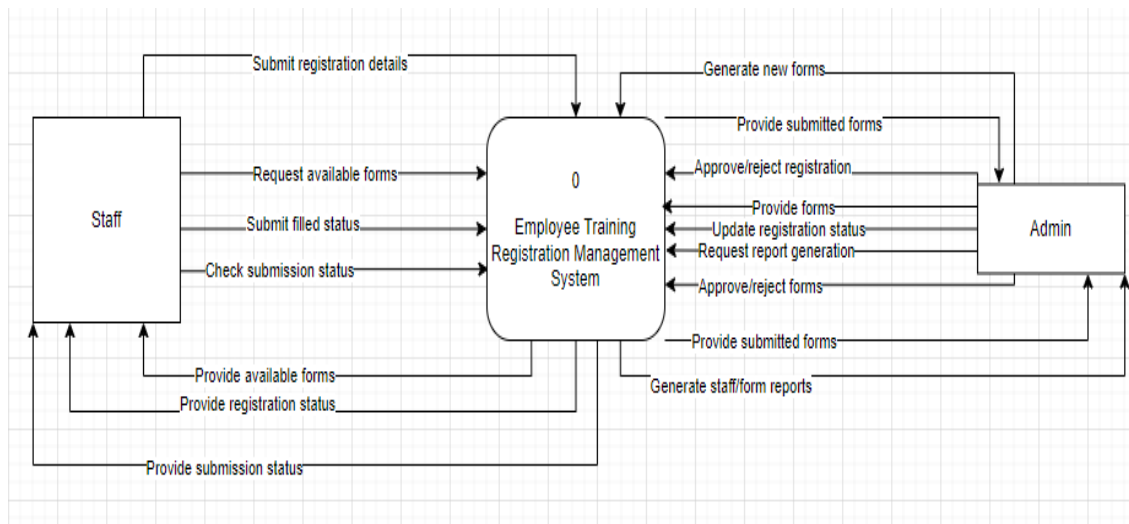 Submit registration details
Generate new forms
Provide submitted forms
0
Approve/reject registration
Request available forms
Provide forms
Staff
Submit filled status
Employee Training
Registration Management
System
Update registration status
Admin
Request report generation
Check submission status
Approve/reject forms
Provide submitted forms
Provide available forms
Generate staff/form reports
Provide registration status
Provide submission status